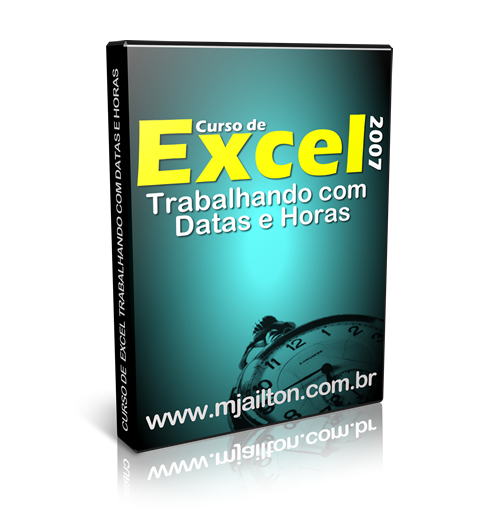 Curso de
Excel
2007
Trabalhando com
Datas e Horas
www.mjailton.com.br
CURSO DE EXCEL TRABALHANDO COM DATAS E HORAS